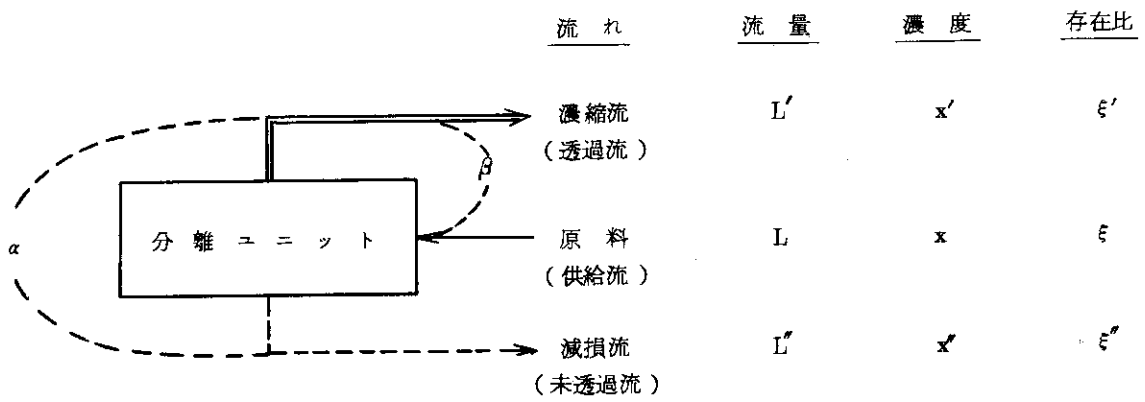 流れ 流量 濃度 存在比
濃縮流 L′ x′ ξ′
(透過流)
β
分離ユニット 原料 L x ξ
α
(供給流)
減損流 L″ x″ ξ″
(未透過流)